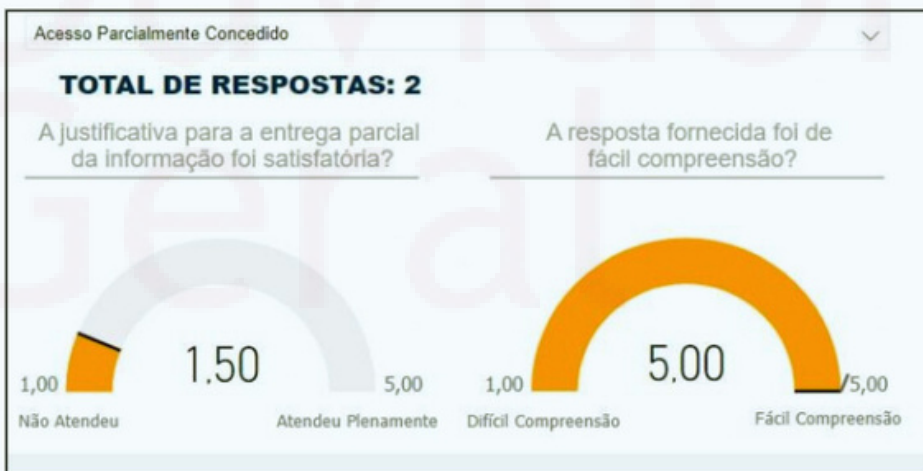 Acesso Parcialmente Concedido
TOTAL DE RESPOSTAS: 2
A justificativa para a entrega parcial
da informação foi satisfatória?
1,00
1,50
5,00
Não Atendeu
Atendeu Plenamente
A resposta fornecida foi de
fácil compreensão?
1,00
5,00
5,00
Difícil Compreensão
Fácil Compreensão
Geral